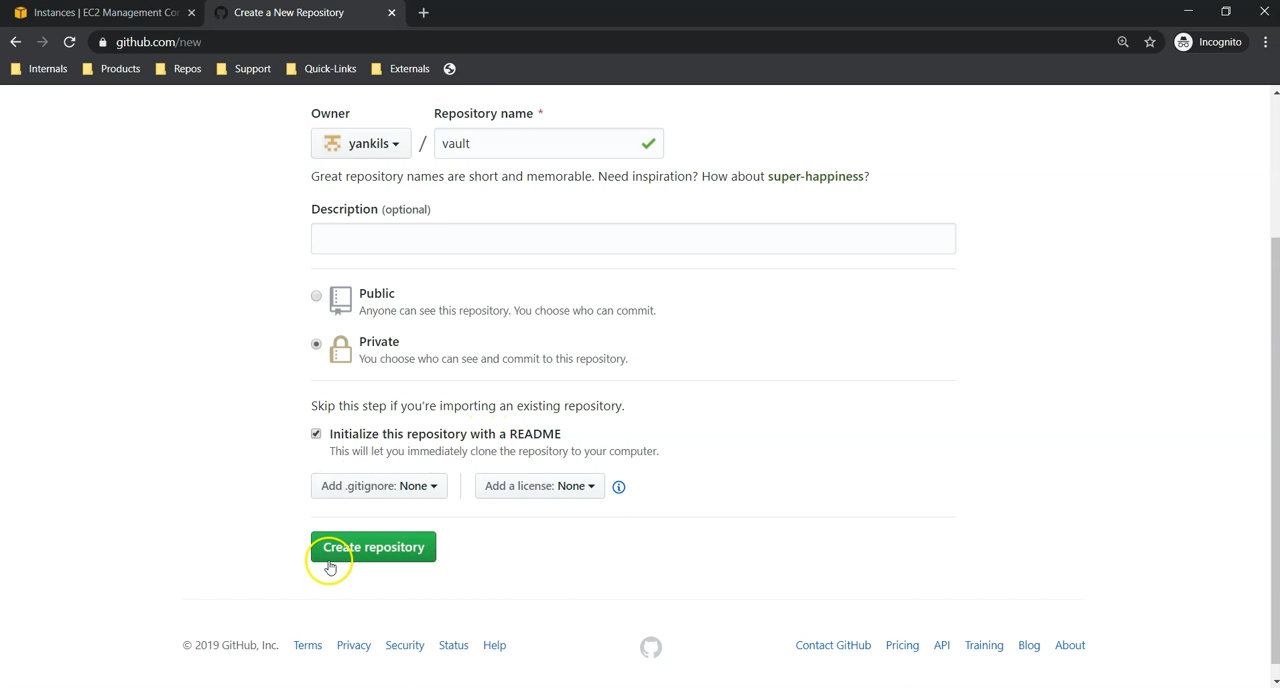 Instances | EC2 Management Co
Create a New Repository
github.com/new
Incognito
Internals Products Repos Support Quick-Links Externals
Owner Repository name *
yankils / vault
Great repository names are short and memorable. Need inspiration? How about super-happiness?
Description (optional)
Public
Anyone can see this repository. You choose who can commit.
Private
You choose who can see and commit to this repository.
Skip this step if you're importing an existing repository.
Initialize this repository with a README
This will let you immediately clone the repository to your computer.
Add .gitignore: None Add a license: None
Create repository
© 2019 GitHub, Inc. Terms Privacy Security Status Help Contact GitHub Pricing API Training Blog About